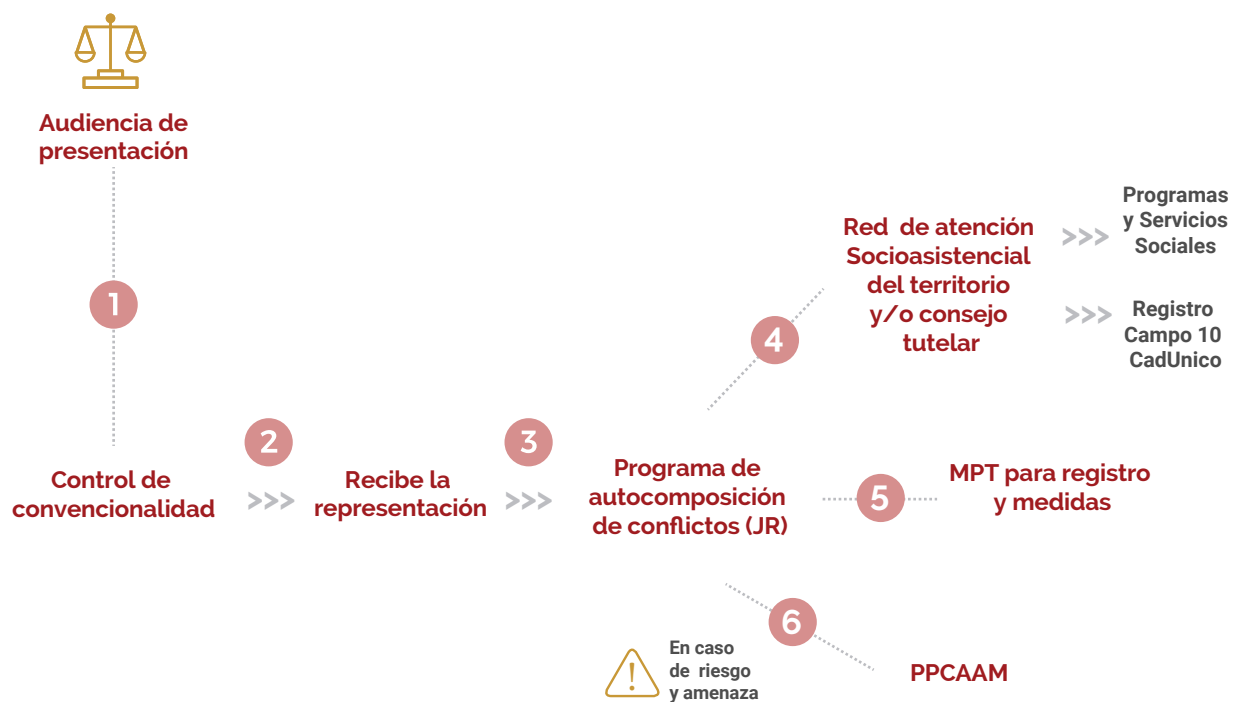 Audiencia de
presentación
1
Control de
convencionalidad
2
>>>
Recibe la
representación
3
>>>
Programa de
autocomposición
de conflictos (JR)
4
Red de atención
Socioasistencial
del territorio
y/o consejo
tutelar
>>>
Programas
y Servicios
Sociales
>>>
Registro
Campo 10
CadUnico
5
MPT para registro
y medidas
6
En caso
de riesgo
y amenaza
PPCAAM